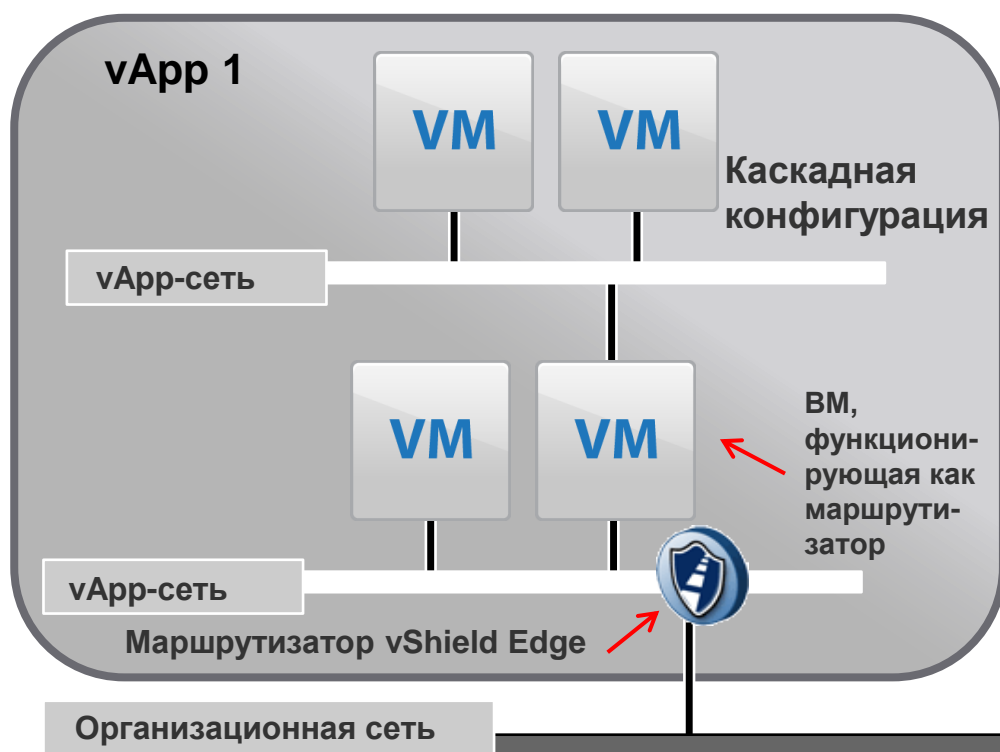 vApp 1
VM
VM
Каскадная
конфигурация
vApp-сеть
VM
VM
ВМ,
функциони-
рующая как
маршрути-
затор
vApp-сеть
Маршрутизатор vShield Edge
Организационная сеть